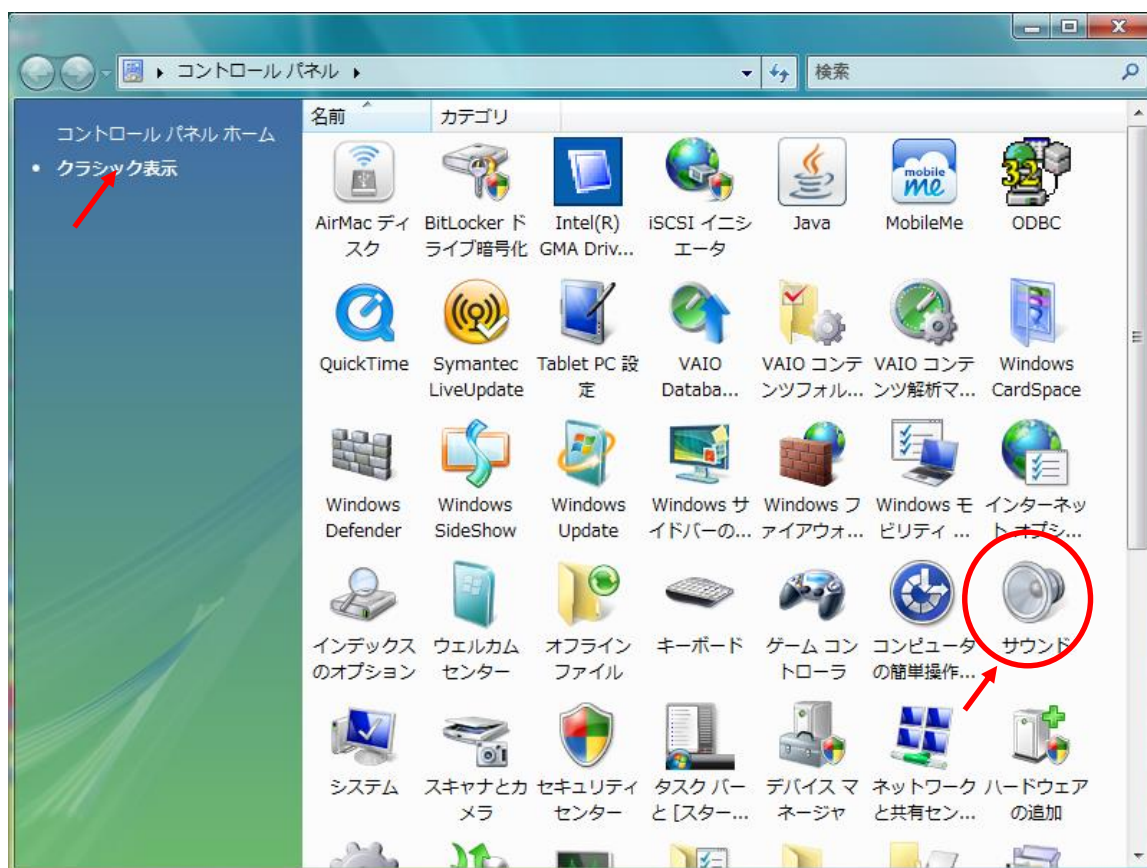 コントロール パネル
検索
コントロール パネル ホーム
クラシック表示
名前 カテゴリ
AirMac ディ
スク
BitLocker ド
ライブ暗号化
Intel(R)
GMA Driv...
iSCSI イニシ
エータ
Java
mobile
me
MobileMe
32
ODBC
QuickTime
Symantec
LiveUpdate
Tablet PC 設
定
VAIO
Databa...
VAIO コンテ
ンツフォル...
VAIO コンテ
ンツ解析マ...
Windows
CardSpace
Windows
Defender
Windows
SideShow
Windows
Update
Windows サ
イドバーの...
Windows フ
ァイアウォ...
Windows モ
ビリティ ...
インターネッ
ト オプシ...
インデックス
のオプション
ウェルカム
センター
オフライン
ファイル
キーボード
ゲーム コン
トローラ
コンピュータ
の簡単操作...
サウンド
システム
スキャナとカ
メラ
セキュリティ
センター
タスク バー
と [スター...
デバイス マ
ネージャ
ネットワーク
と共有セン...
ハードウェア
の追加